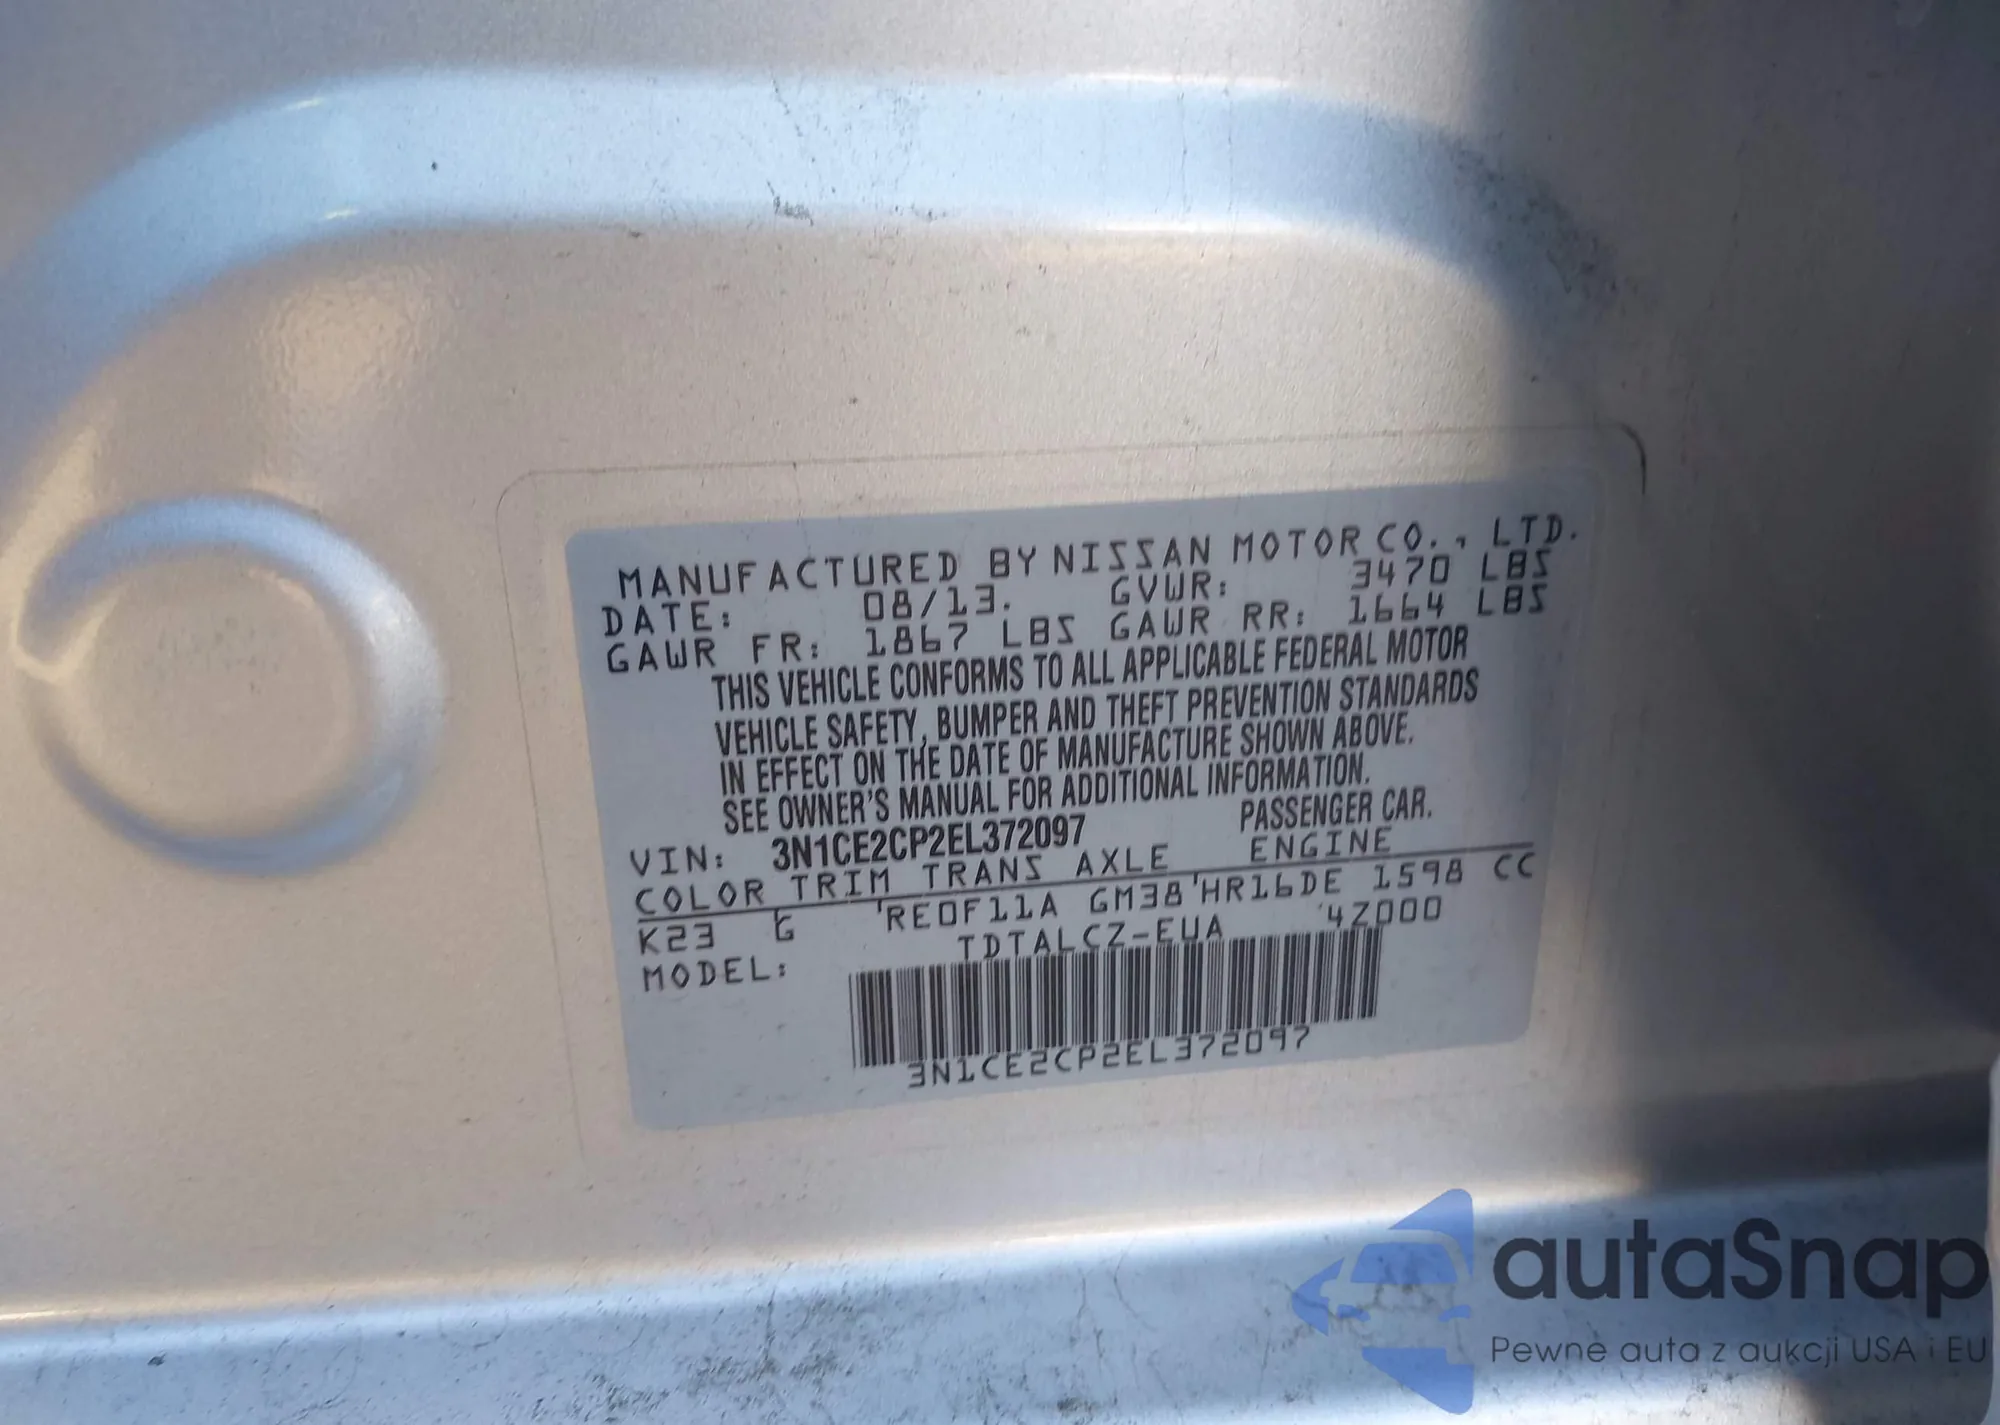 MANUFACTURED BY NISSAN MOTOR CO., LTD.
DATE: 08/13. GVWR: 3470 LBS
GAWR FR: 1867 LBS GAWR RR: 1664 LBS
THIS VEHICLE CONFORMS TO ALL APPLICABLE FEDERAL MOTOR
VEHICLE SAFETY, BUMPER AND THEFT PREVENTION STANDARDS
IN EFFECT ON THE DATE OF MANUFACTURE SHOWN ABOVE.
SEE OWNER'S MANUAL FOR ADDITIONAL INFORMATION.
VIN: 3N1CE2CP2EL372097 PASSENGER CAR.
COLOR TRIM TRANS AXLE ENGINE
K23 G 'RE0F11A GM38'HR16DE 1598 CC
MODEL: TDTALCZ-EUA '4Z000
3N1CE2CP2EL372097
autaSnap
Pewne auta z aukcji USA i EU